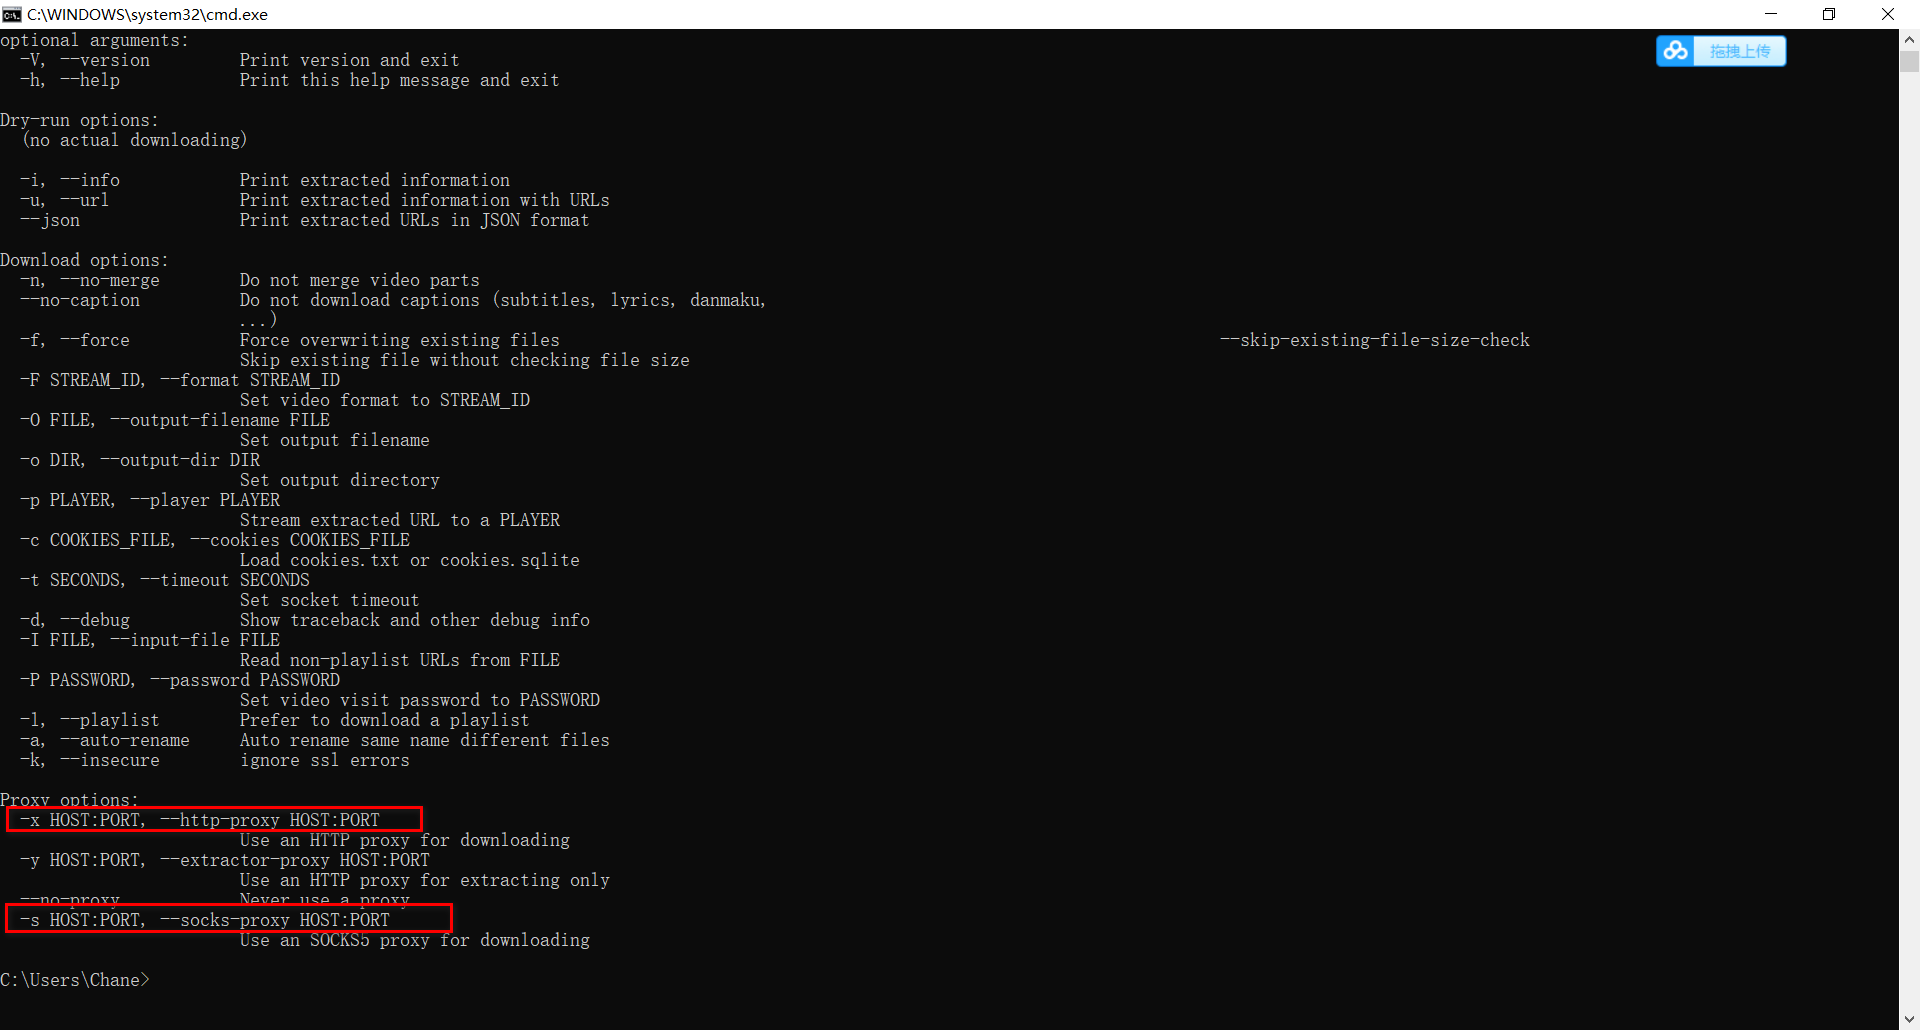 C:\WINDOWS\system32\cmd.exe
拖拽上传
optional arguments:
-V, --version Print version and exit
-h, --help Print this help message and exit
Dry-run options:
(no actual downloading)
-i, --info Print extracted information
-u, --url Print extracted information with URLs
--json Print extracted URLs in JSON format
Download options:
-n, --no-merge Do not merge video parts
--no-caption Do not download captions (subtitles, lyrics, danmaku,
...)
-f, --force Force overwriting existing files --skip-existing-file-size-check
Skip existing file without checking file size
-F STREAM_ID, --format STREAM_ID
Set video format to STREAM_ID
-O FILE, --output-filename FILE
Set output filename
-o DIR, --output-dir DIR
Set output directory
-p PLAYER, --player PLAYER
Stream extracted URL to a PLAYER
-c COOKIES_FILE, --cookies COOKIES_FILE
Load cookies.txt or cookies.sqlite
-t SECONDS, --timeout SECONDS
Set socket timeout
-d, --debug Show traceback and other debug info
-I FILE, --input-file FILE
Read non-playlist URLs from FILE
-P PASSWORD, --password PASSWORD
Set video visit password to PASSWORD
-l, --playlist Prefer to download a playlist
-a, --auto-rename Auto rename same name different files
-k, --insecure ignore ssl errors
Proxy options:
-x HOST:PORT, --http-proxy HOST:PORT
Use an HTTP proxy for downloading
-y HOST:PORT, --extractor-proxy HOST:PORT
Use an HTTP proxy for extracting only
--no-proxy Never use a proxy
-s HOST:PORT, --socks-proxy HOST:PORT
Use an SOCKS5 proxy for downloading
C:\Users\Chane>